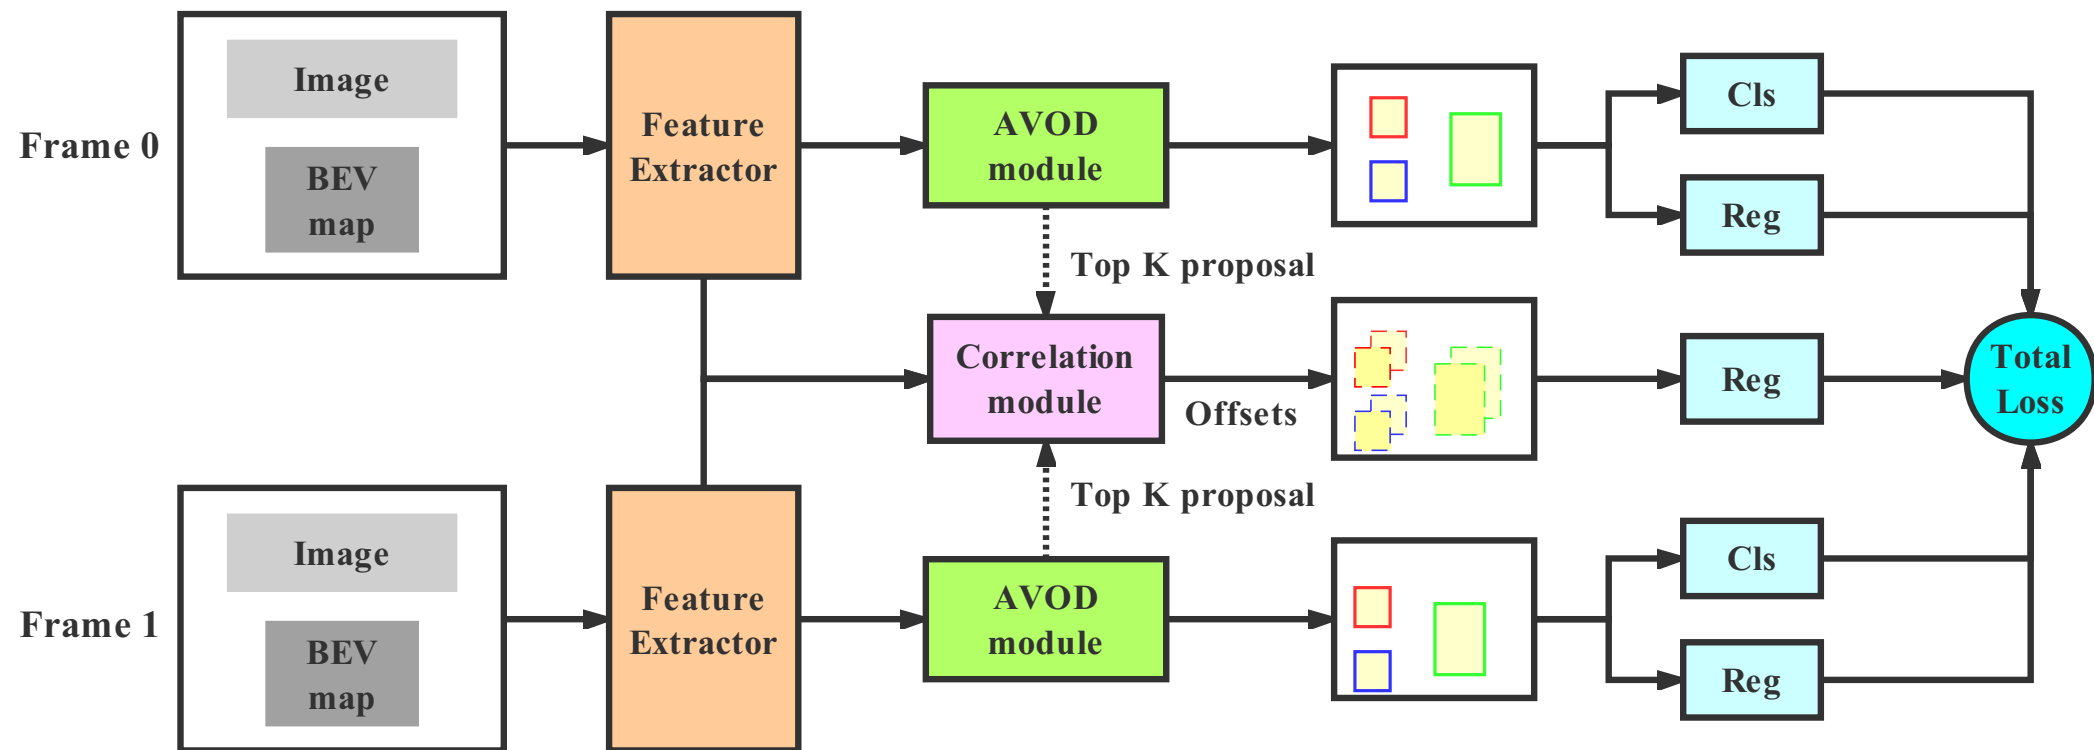 Frame 0
Image
BEV
map
Feature
Extractor
AVOD
module
Cls
Reg
Top K proposal
Correlation
module
Offsets
Reg
Total
Loss
Top K proposal
Frame 1
Image
BEV
map
Feature
Extractor
AVOD
module
Cls
Reg